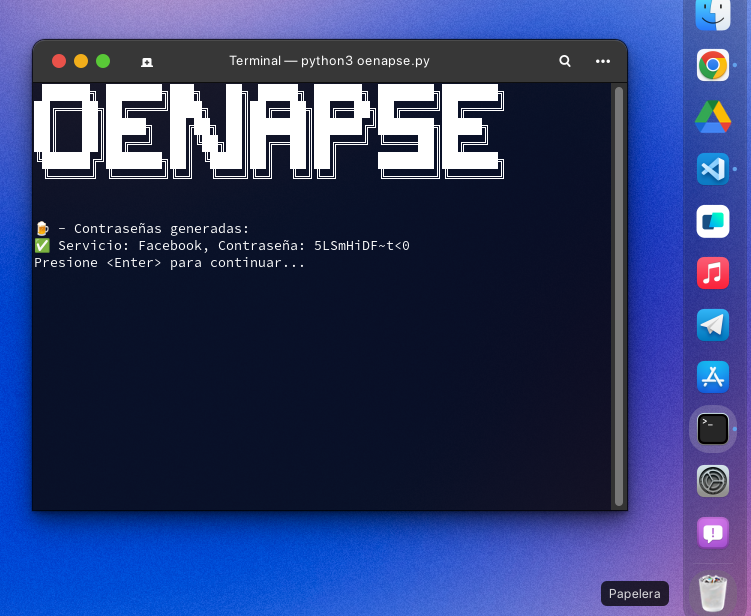 Terminal — python3 oenapse.py
OENAPSE
🍺 - Contraseñas generadas:
✅ Servicio: Facebook, Contraseña: 5LSmHiDF~t<0
Presione <Enter> para continuar...
>_
Papelera